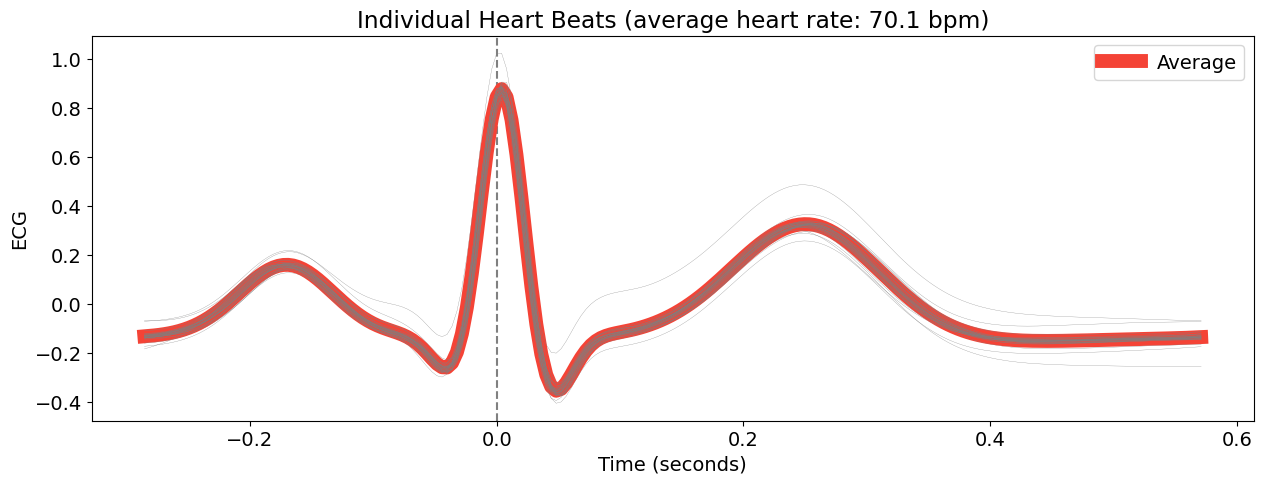 Individual Heart Beats (average heart rate: 70.1 bpm)
Average
ECG
1.0
0.8
0.6
0.4
0.2
0.0
−0.2
−0.4
−0.2 0.0 0.2 0.4 0.6
Time (seconds)